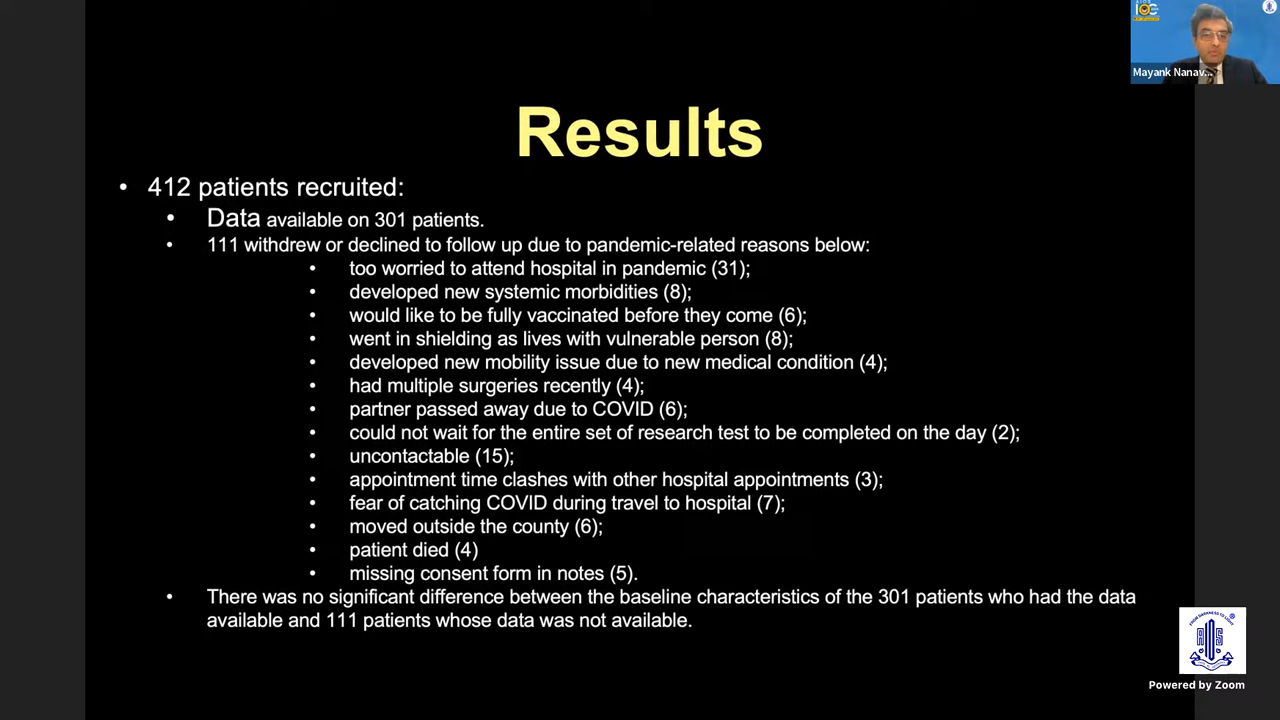 AIOS
Mayank Nanav...
Results
• 412 patients recruited:
• Data available on 301 patients.
• 111 withdrew or declined to follow up due to pandemic-related reasons below:
• too worried to attend hospital in pandemic (31);
• developed new systemic morbidities (8);
• would like to be fully vaccinated before they come (6);
• went in shielding as lives with vulnerable person (8);
• developed new mobility issue due to new medical condition (4);
• had multiple surgeries recently (4);
• partner passed away due to COVID (6);
• could not wait for the entire set of research test to be completed on the day (2);
• uncontactable (15);
• appointment time clashes with other hospital appointments (3);
• fear of catching COVID during travel to hospital (7);
• moved outside the county (6);
• patient died (4)
• missing consent form in notes (5).
• There was no significant difference between the baseline characteristics of the 301 patients who had the data
available and 111 patients whose data was not available.
Powered by Zoom